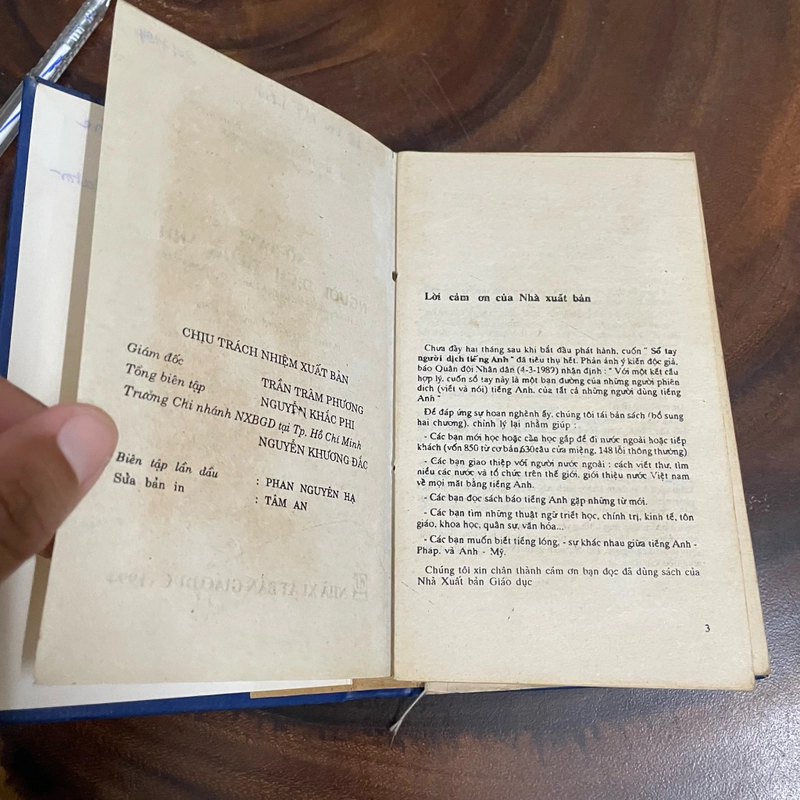 CHỊU TRÁCH NHIỆM XUẤT BẢN
Giám đốc
TRẦN TRÂM PHƯƠNG
Tổng biên tập
NGUYỄN KHẮC PHI
Trưởng Chi nhánh NXBGD tại Tp. Hồ Chí Minh
NGUYỄN KHƯƠNG ĐẮC
Biên tập lần đầu : PHAN NGUYÊN HẠ
Sửa bản in : TÂM AN
Lời cảm ơn của Nhà xuất bản
Chưa đầy hai tháng sau khi bắt đầu phát hành, cuốn " Sổ tay
người dịch tiếng Anh " đã tiêu thụ hết. Phản ánh ý kiến độc giả,
báo Quân đội Nhân dân (4-3-1989) nhận định : " Với một kết cấu
hợp lý, cuốn sổ tay này là một bạn đường của những người phiên
dịch (viết và nói) tiếng Anh, của tất cả những người dùng tiếng
Anh "
Để đáp ứng sự hoan nghênh ấy, chúng tôi tái bản sách (bổ sung
hai chương), chỉnh lý lại nhằm giúp :
- Các bạn mới học hoặc cần học gấp để đi nước ngoài hoặc tiếp
khách (vốn 850 từ cơ bản,630câu cửa miệng, 148 lỗi thông thường)
- Các bạn giao thiệp với người nước ngoài : cách viết thư, tìm
hiểu các nước và tổ chức trên thế giới, giới thiệu nước Việt nam
về mọi mặt bằng tiếng Anh.
- Các bạn đọc sách báo tiếng Anh gặp những từ mới.
- Các bạn tìm những thuật ngữ triết học, chính trị, kinh tế, tôn
giáo, khoa học, quân sự, văn hóa...
- Các bạn muốn biết tiếng lóng, - sự khác nhau giữa tiếng Anh -
Pháp, và Anh - Mỹ.
Chúng tôi xin chân thành cảm ơn bạn đọc đã dùng sách của
Nhà Xuất bản Giáo dục
3